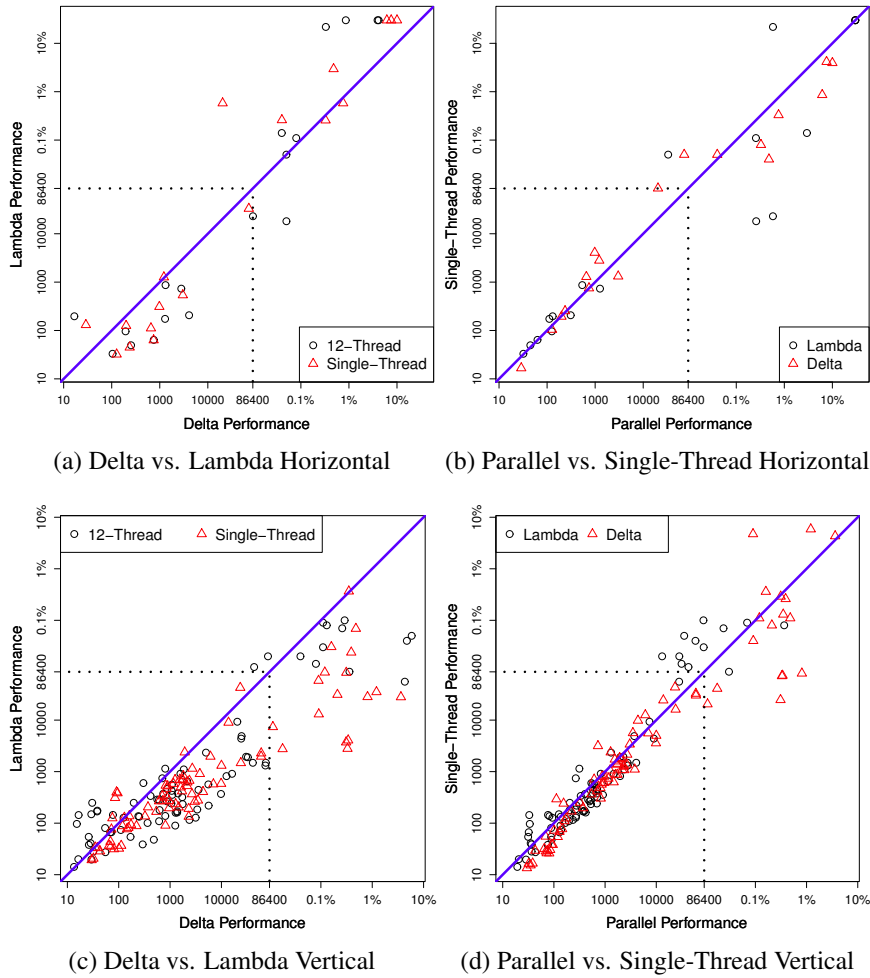 10%
1%
0.1%
86400
10000
1000
100
10
Lambda Performance
12-Thread
Single-Thread
10 100 1000 10000 86400 0.1% 1% 10%
Delta Performance
(a) Delta vs. Lambda Horizontal
10%
1%
0.1%
86400
10000
1000
100
10
Single-Thread Performance
Lambda
Delta
10 100 1000 10000 86400 0.1% 1% 10%
Parallel Performance
(b) Parallel vs. Single-Thread Horizontal
10%
1%
0.1%
86400
10000
1000
100
10
Lambda Performance
12-Thread Single-Thread
10 100 1000 10000 86400 0.1% 1% 10%
Delta Performance
(c) Delta vs. Lambda Vertical
10%
1%
0.1%
86400
10000
1000
100
10
Single-Thread Performance
Lambda Delta
10 100 1000 10000 86400 0.1% 1% 10%
Parallel Performance
(d) Parallel vs. Single-Thread Vertical